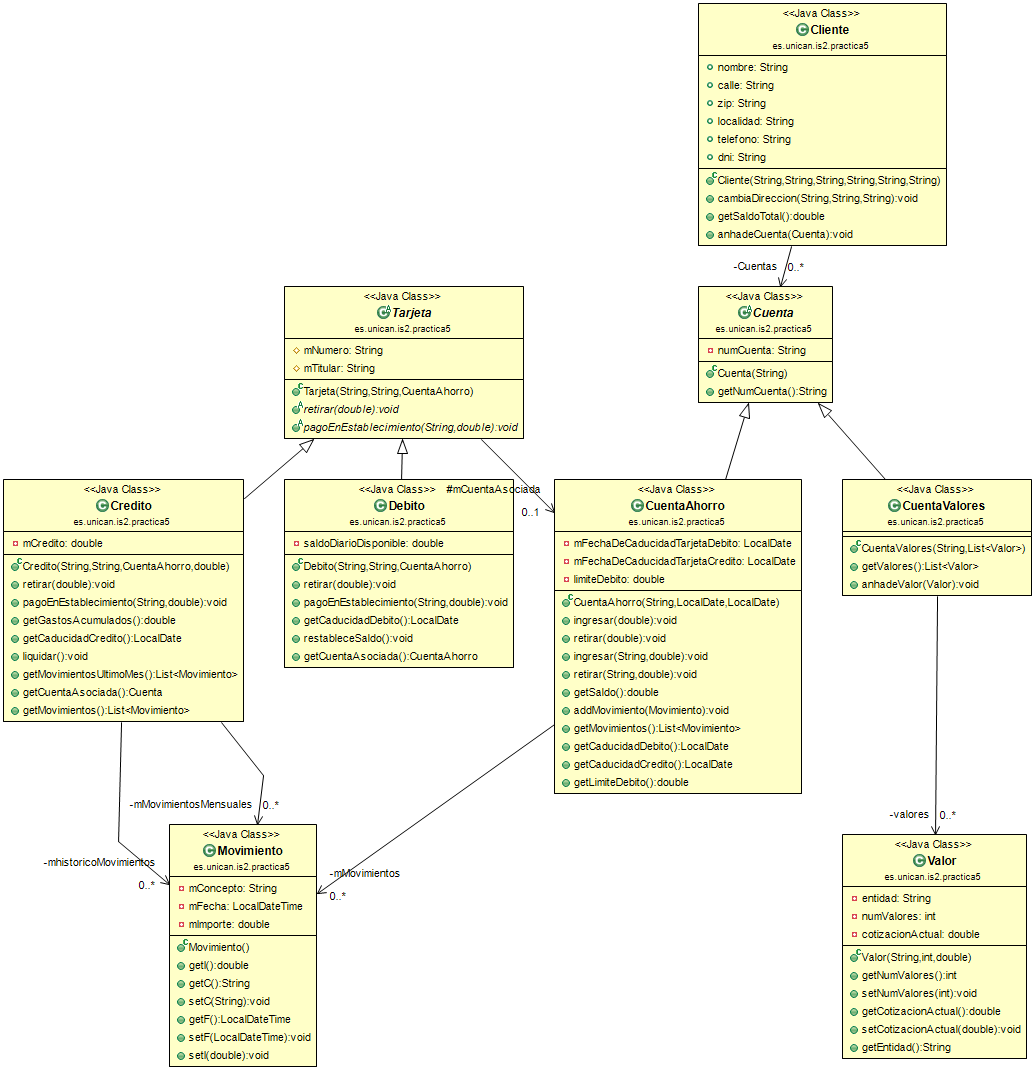 <<Java Class>>
Cliente
es.unican.is2.practica5
nombre: String
calle: String
zip: String
localidad: String
telefono: String
dni: String
Cliente(String,String,String,String,String,String)
cambiaDireccion(String,String,String):void
getSaldoTotal():double
anhadeCuenta(Cuenta):void
-Cuentas
0..*
<<Java Class>>
Tarjeta
es.unican.is2.practica5
mNumero: String
mTitular: String
Tarjeta(String,String,CuentaAhorro)
retirar(double):void
pagoEnEstablecimiento(String,double):void
<<Java Class>>
Cuenta
es.unican.is2.practica5
numCuenta: String
Cuenta(String)
getNumCuenta():String
#mCuentaAsociada
0..1
<<Java Class>>
Credito
es.unican.is2.practica5
mCredito: double
Credito(String,String,CuentaAhorro,double)
retirar(double):void
pagoEnEstablecimiento(String,double):void
getGastosAcumulados():double
getCaducidadCredito():LocalDate
liquidar():void
getMovimientosUltimoMes():List<Movimiento>
getCuentaAsociada():Cuenta
getMovimientos():List<Movimiento>
<<Java Class>>
Debito
es.unican.is2.practica5
saldoDiarioDisponible: double
Debito(String,String,CuentaAhorro)
retirar(double):void
pagoEnEstablecimiento(String,double):void
getCaducidadDebito():LocalDate
restableceSaldo():void
getCuentaAsociada():CuentaAhorro
<<Java Class>>
CuentaAhorro
es.unican.is2.practica5
mFechaDeCaducidadTarjetaDebito: LocalDate
mFechaDeCaducidadTarjetaCredito: LocalDate
limiteDebito: double
CuentaAhorro(String,LocalDate,LocalDate)
ingresar(double):void
retirar(double):void
ingresar(String,double):void
retirar(String,double):void
getSaldo():double
addMovimiento(Movimiento):void
getMovimientos():List<Movimiento>
getCaducidadDebito():LocalDate
getCaducidadCredito():LocalDate
getLimiteDebito():double
<<Java Class>>
CuentaValores
es.unican.is2.practica5
CuentaValores(String,List<Valor>)
getValores():List<Valor>
anhadeValor(Valor):void
-mMovimientosMensuales
0..*
-mhistoricoMovimientos
0..*
-mMovimientos
0..*
-valores
0..*
<<Java Class>>
Movimiento
es.unican.is2.practica5
mConcepto: String
mFecha: LocalDateTime
mImporte: double
Movimiento()
getI():double
getC():String
setC(String):void
getF():LocalDateTime
setF(LocalDateTime):void
setI(double):void
<<Java Class>>
Valor
es.unican.is2.practica5
entidad: String
numValores: int
cotizacionActual: double
Valor(String,int,double)
getNumValores():int
setNumValores(int):void
getCotizacionActual():double
setCotizacionActual(double):void
getEntidad():String